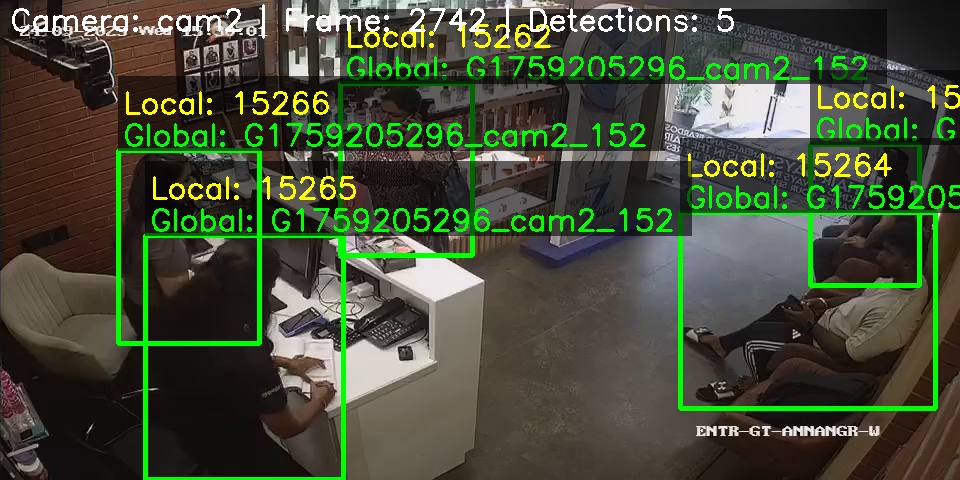 Camera: cam2 | Frame: 2742 | Detections: 5
Local: 15262
Global: G1759205296_cam2_152
Local: 15266
Global: G1759205296_cam2_152
Local: 15
Global: G
Local: 15264
Global: G1759205
Local: 15265
Global: G1759205296_cam2_152
ENTR-GT-ANNANGR-W